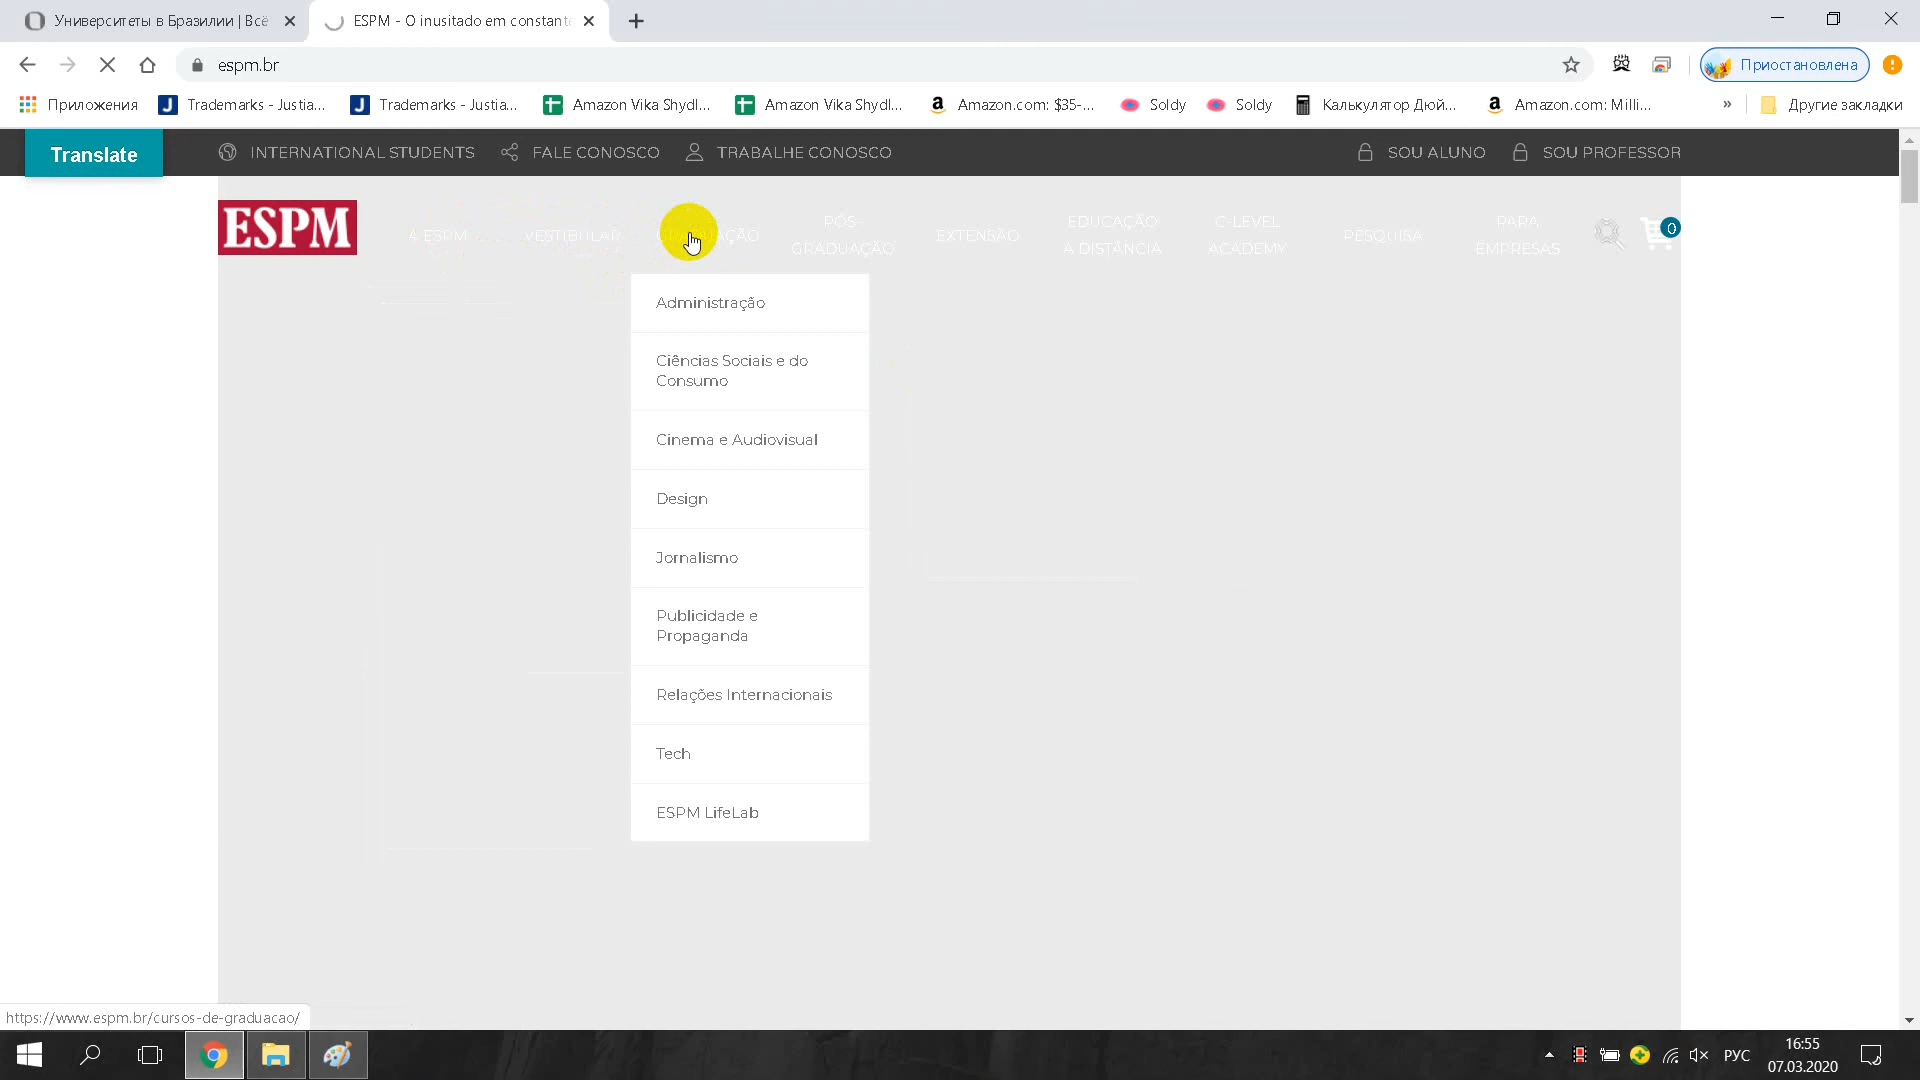 Университеты в Бразилии | Всё
ESPM - O inusitado em constante
espm.br
Приостановлена
Приложения
Trademarks - Justia...
Trademarks - Justia...
Amazon Vika Shydl...
Amazon Vika Shydl...
Amazon.com: $35-...
Soldy
Soldy
Калькулятор Дюй...
Amazon.com: Milli...
»
Другие закладки
Translate
INTERNATIONAL STUDENTS
FALE CONOSCO
TRABALHE CONOSCO
SOU ALUNO
SOU PROFESSOR
ESPM
A ESPM
VESTIBULAR
GRADUAÇÃO
PÓS-
GRADUAÇÃO
EXTENSÃO
EDUCAÇÃO
A DISTÂNCIA
C-LEVEL
ACADEMY
PESQUISA
PARA
EMPRESAS
0
Administração
Ciências Sociais e do
Consumo
Cinema e Audiovisual
Design
Jornalismo
Publicidade e
Propaganda
Relações Internacionais
Tech
ESPM LifeLab
https://www.espm.br/cursos-de-graduacao/
РУС
16:55
07.03.2020